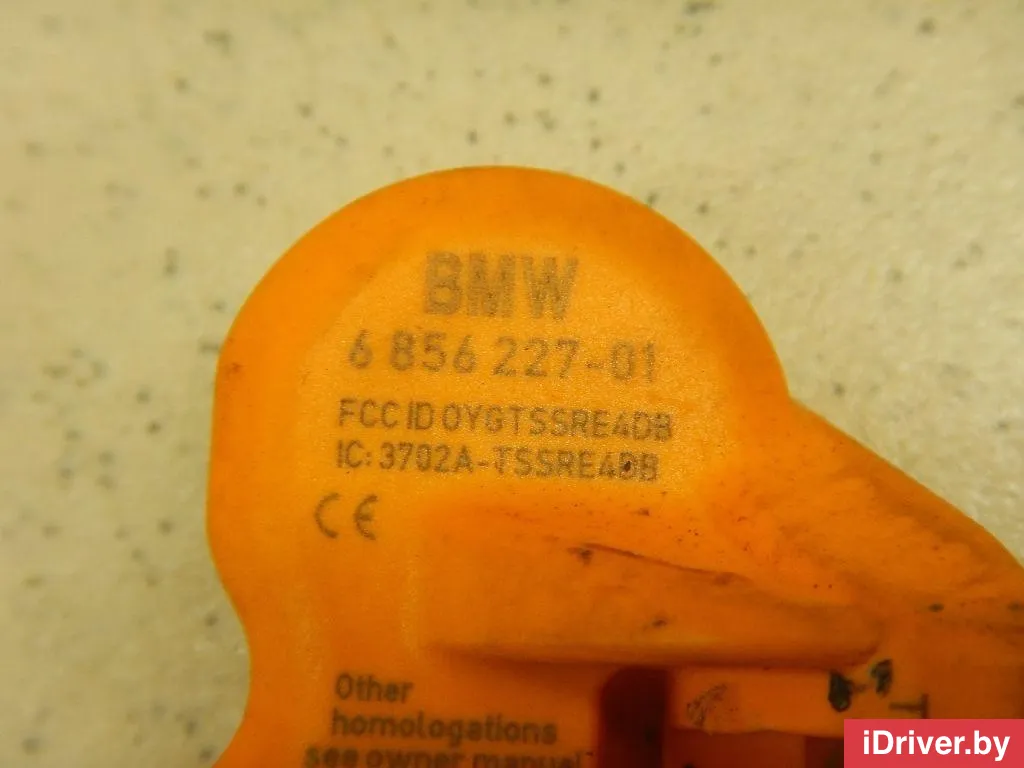 BMW
6 856 227-01
FCC ID OYGTSSRE4DB
IC: 3702A-TSSRE4DB
CE
Other
homologations
see owner manual
T
iDriver.by